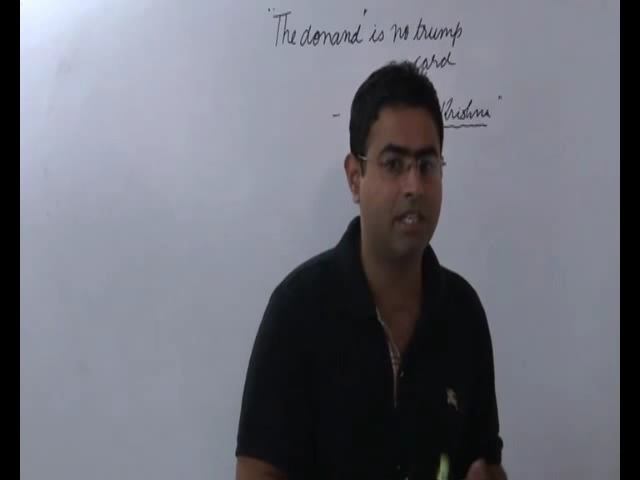 "The donand" is no trump
card
- Krishna"